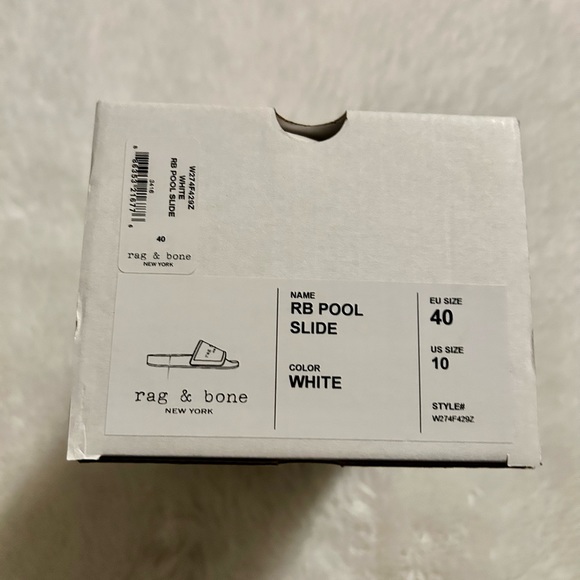 W274F429Z
WHITE
RB POOL SLIDE
3416
40
rag & bone
NEW YORK
rag & bone
NEW YORK
NAME
RB POOL
SLIDE
COLOR
WHITE
EU SIZE
40
US SIZE
10
STYLE#
W274F429Z